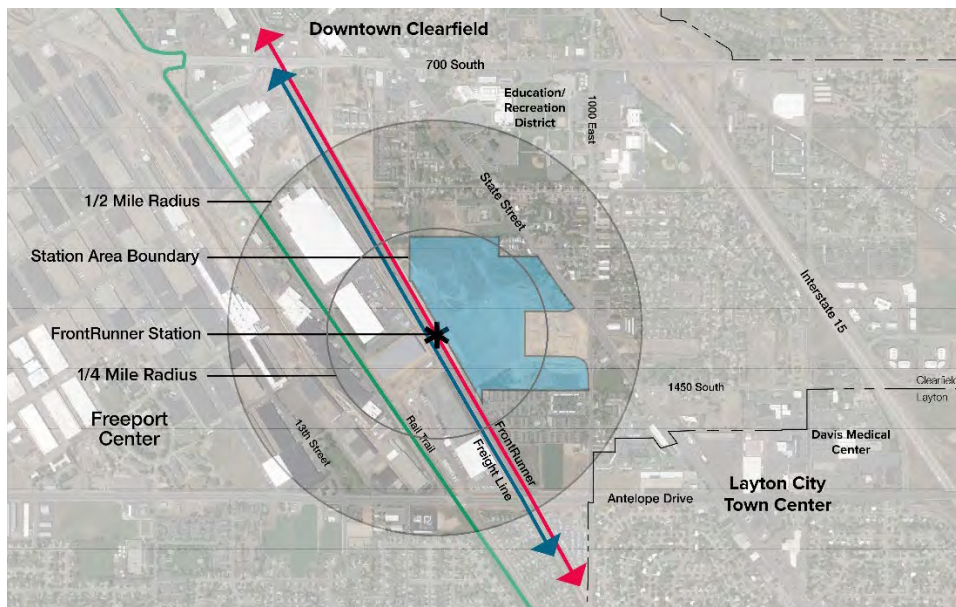 Downtown Clearfield
700 South
Education/
Recreation
District
1000 East
State Street
1/2 Mile Radius
Station Area Boundary
FrontRunner Station
1/4 Mile Radius
Interstate 15
Clearfield
Layton
1450 South
Freeport
Center
13th Street
Rail Trail
Freight Line
FrontRunner
Davis Medical
Center
Layton City
Town Center
Antelope Drive